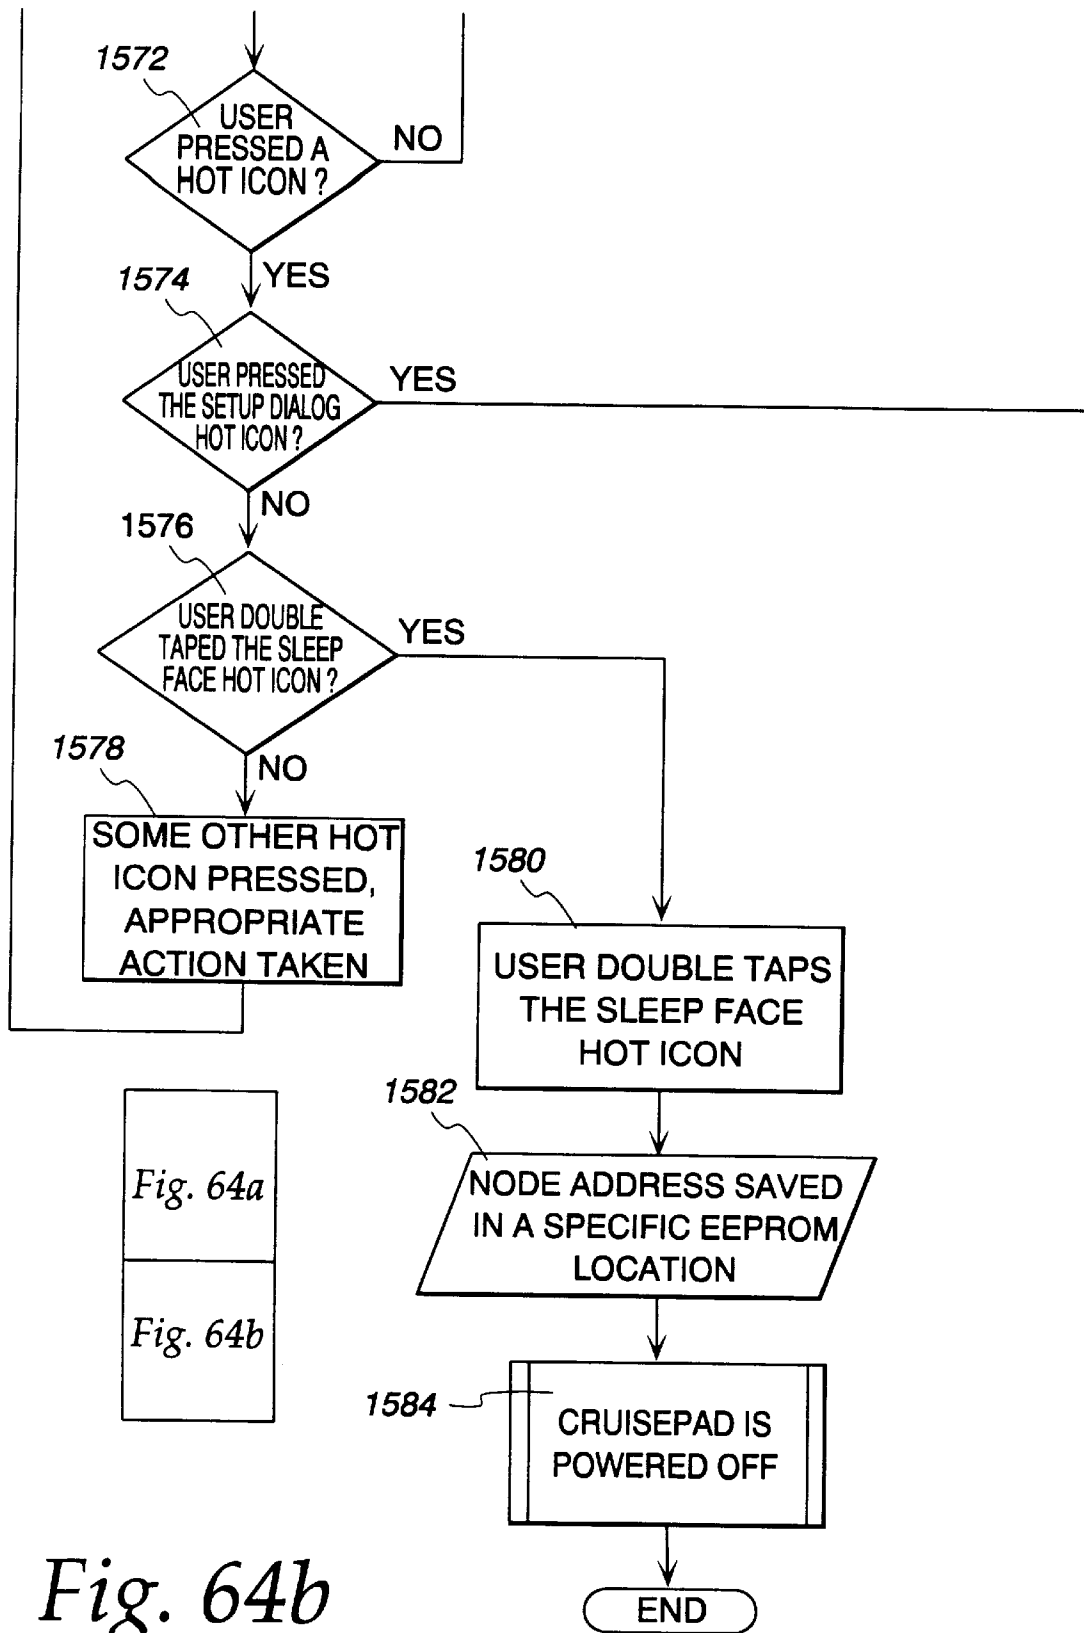 1572
USER
PRESSED A
HOT ICON ?
NO
YES
1574
USER PRESSED
THE SETUP DIALOG
HOT ICON ?
YES
NO
1576
USER DOUBLE
TAPED THE SLEEP
FACE HOT ICON ?
YES
NO
1578
SOME OTHER HOT
ICON PRESSED,
APPROPRIATE
ACTION TAKEN
1580
USER DOUBLE TAPS
THE SLEEP FACE
HOT ICON
1582
NODE ADDRESS SAVED
IN A SPECIFIC EEPROM
LOCATION
Fig. 64a
Fig. 64b
1584
CRUISEPAD IS
POWERED OFF
END
Fig. 64b